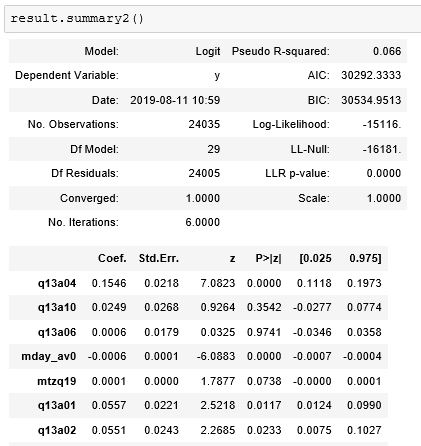 result.summary2()
Model: Logit Pseudo R-squared: 0.066
Dependent Variable: y AIC: 30292.3333
Date: 2019-08-11 10:59 BIC: 30534.9513
No. Observations: 24035 Log-Likelihood: -15116.
Df Model: 29 LL-Null: -16181.
Df Residuals: 24005 LLR p-value: 0.0000
Converged: 1.0000 Scale: 1.0000
No. Iterations: 6.0000
Coef. Std.Err. z P>|z| [0.025 0.975]
q13a04 0.1546 0.0218 7.0823 0.0000 0.1118 0.1973
q13a10 0.0249 0.0268 0.9264 0.3542 -0.0277 0.0774
q13a06 0.0006 0.0179 0.0325 0.9741 -0.0346 0.0358
mday_av0 -0.0006 0.0001 -6.0883 0.0000 -0.0007 -0.0004
mtzq19 0.0001 0.0000 1.7877 0.0738 -0.0000 0.0001
q13a01 0.0557 0.0221 2.5218 0.0117 0.0124 0.0990
q13a02 0.0551 0.0243 2.2685 0.0233 0.0075 0.1027